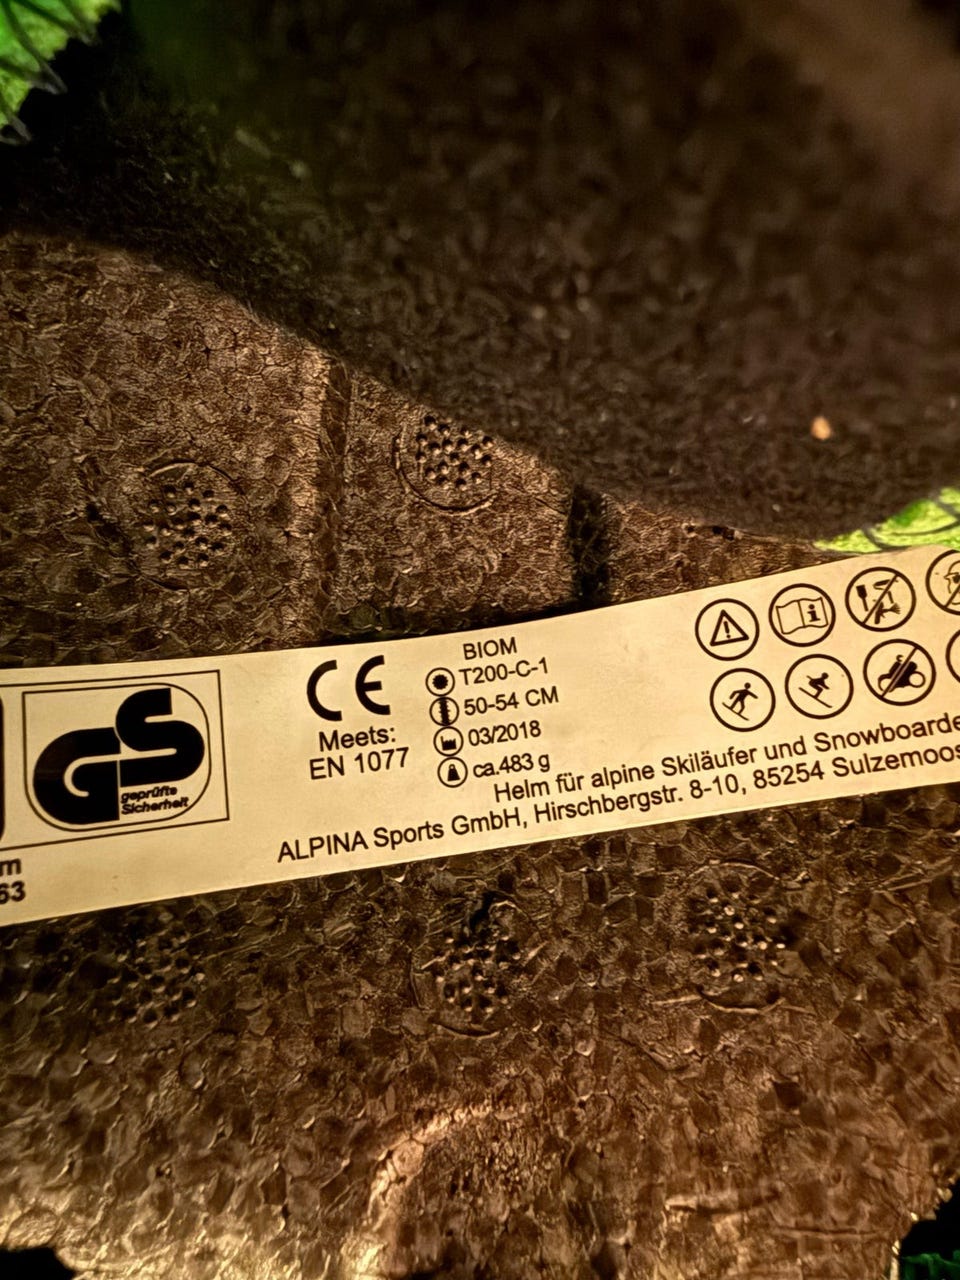 GS
geprüfte
Sicherheit
m
63
CE
Meets:
EN 1077
BIOM
T200-C-1
50-54 CM
03/2018
ca.483 g
Helm für alpine Skiläufer und Snowboarde
ALPINA Sports GmbH, Hirschbergstr. 8-10, 85254 Sulzemoos